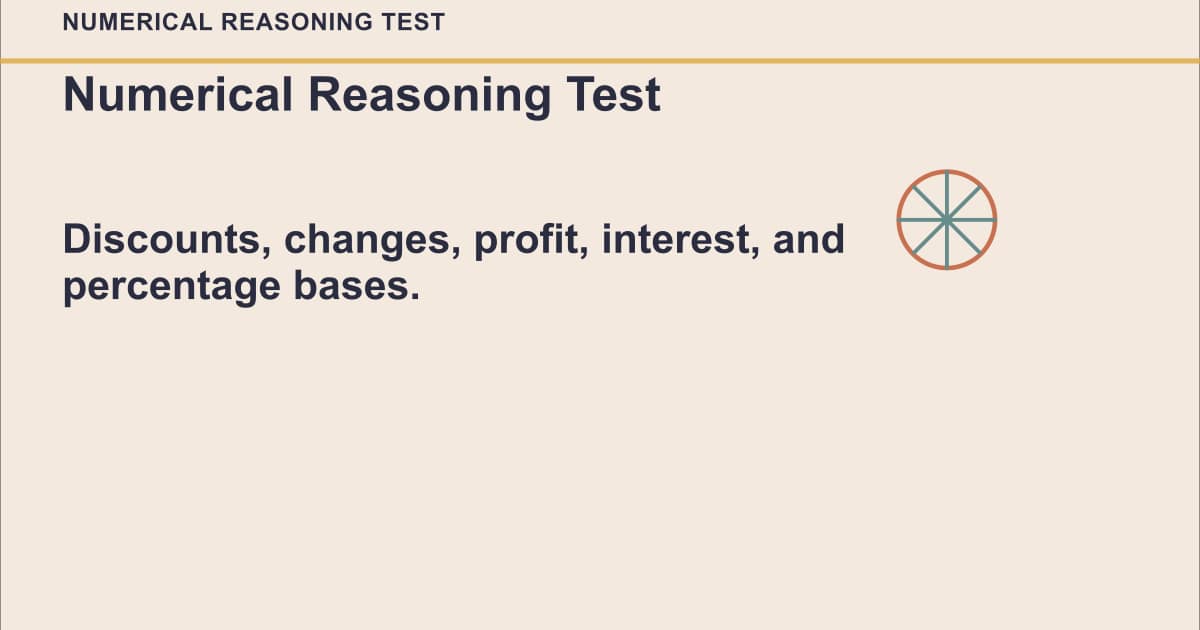 NUMERICAL REASONING TEST
Numerical Reasoning Test
Discounts, changes, profit, interest, and
percentage bases.